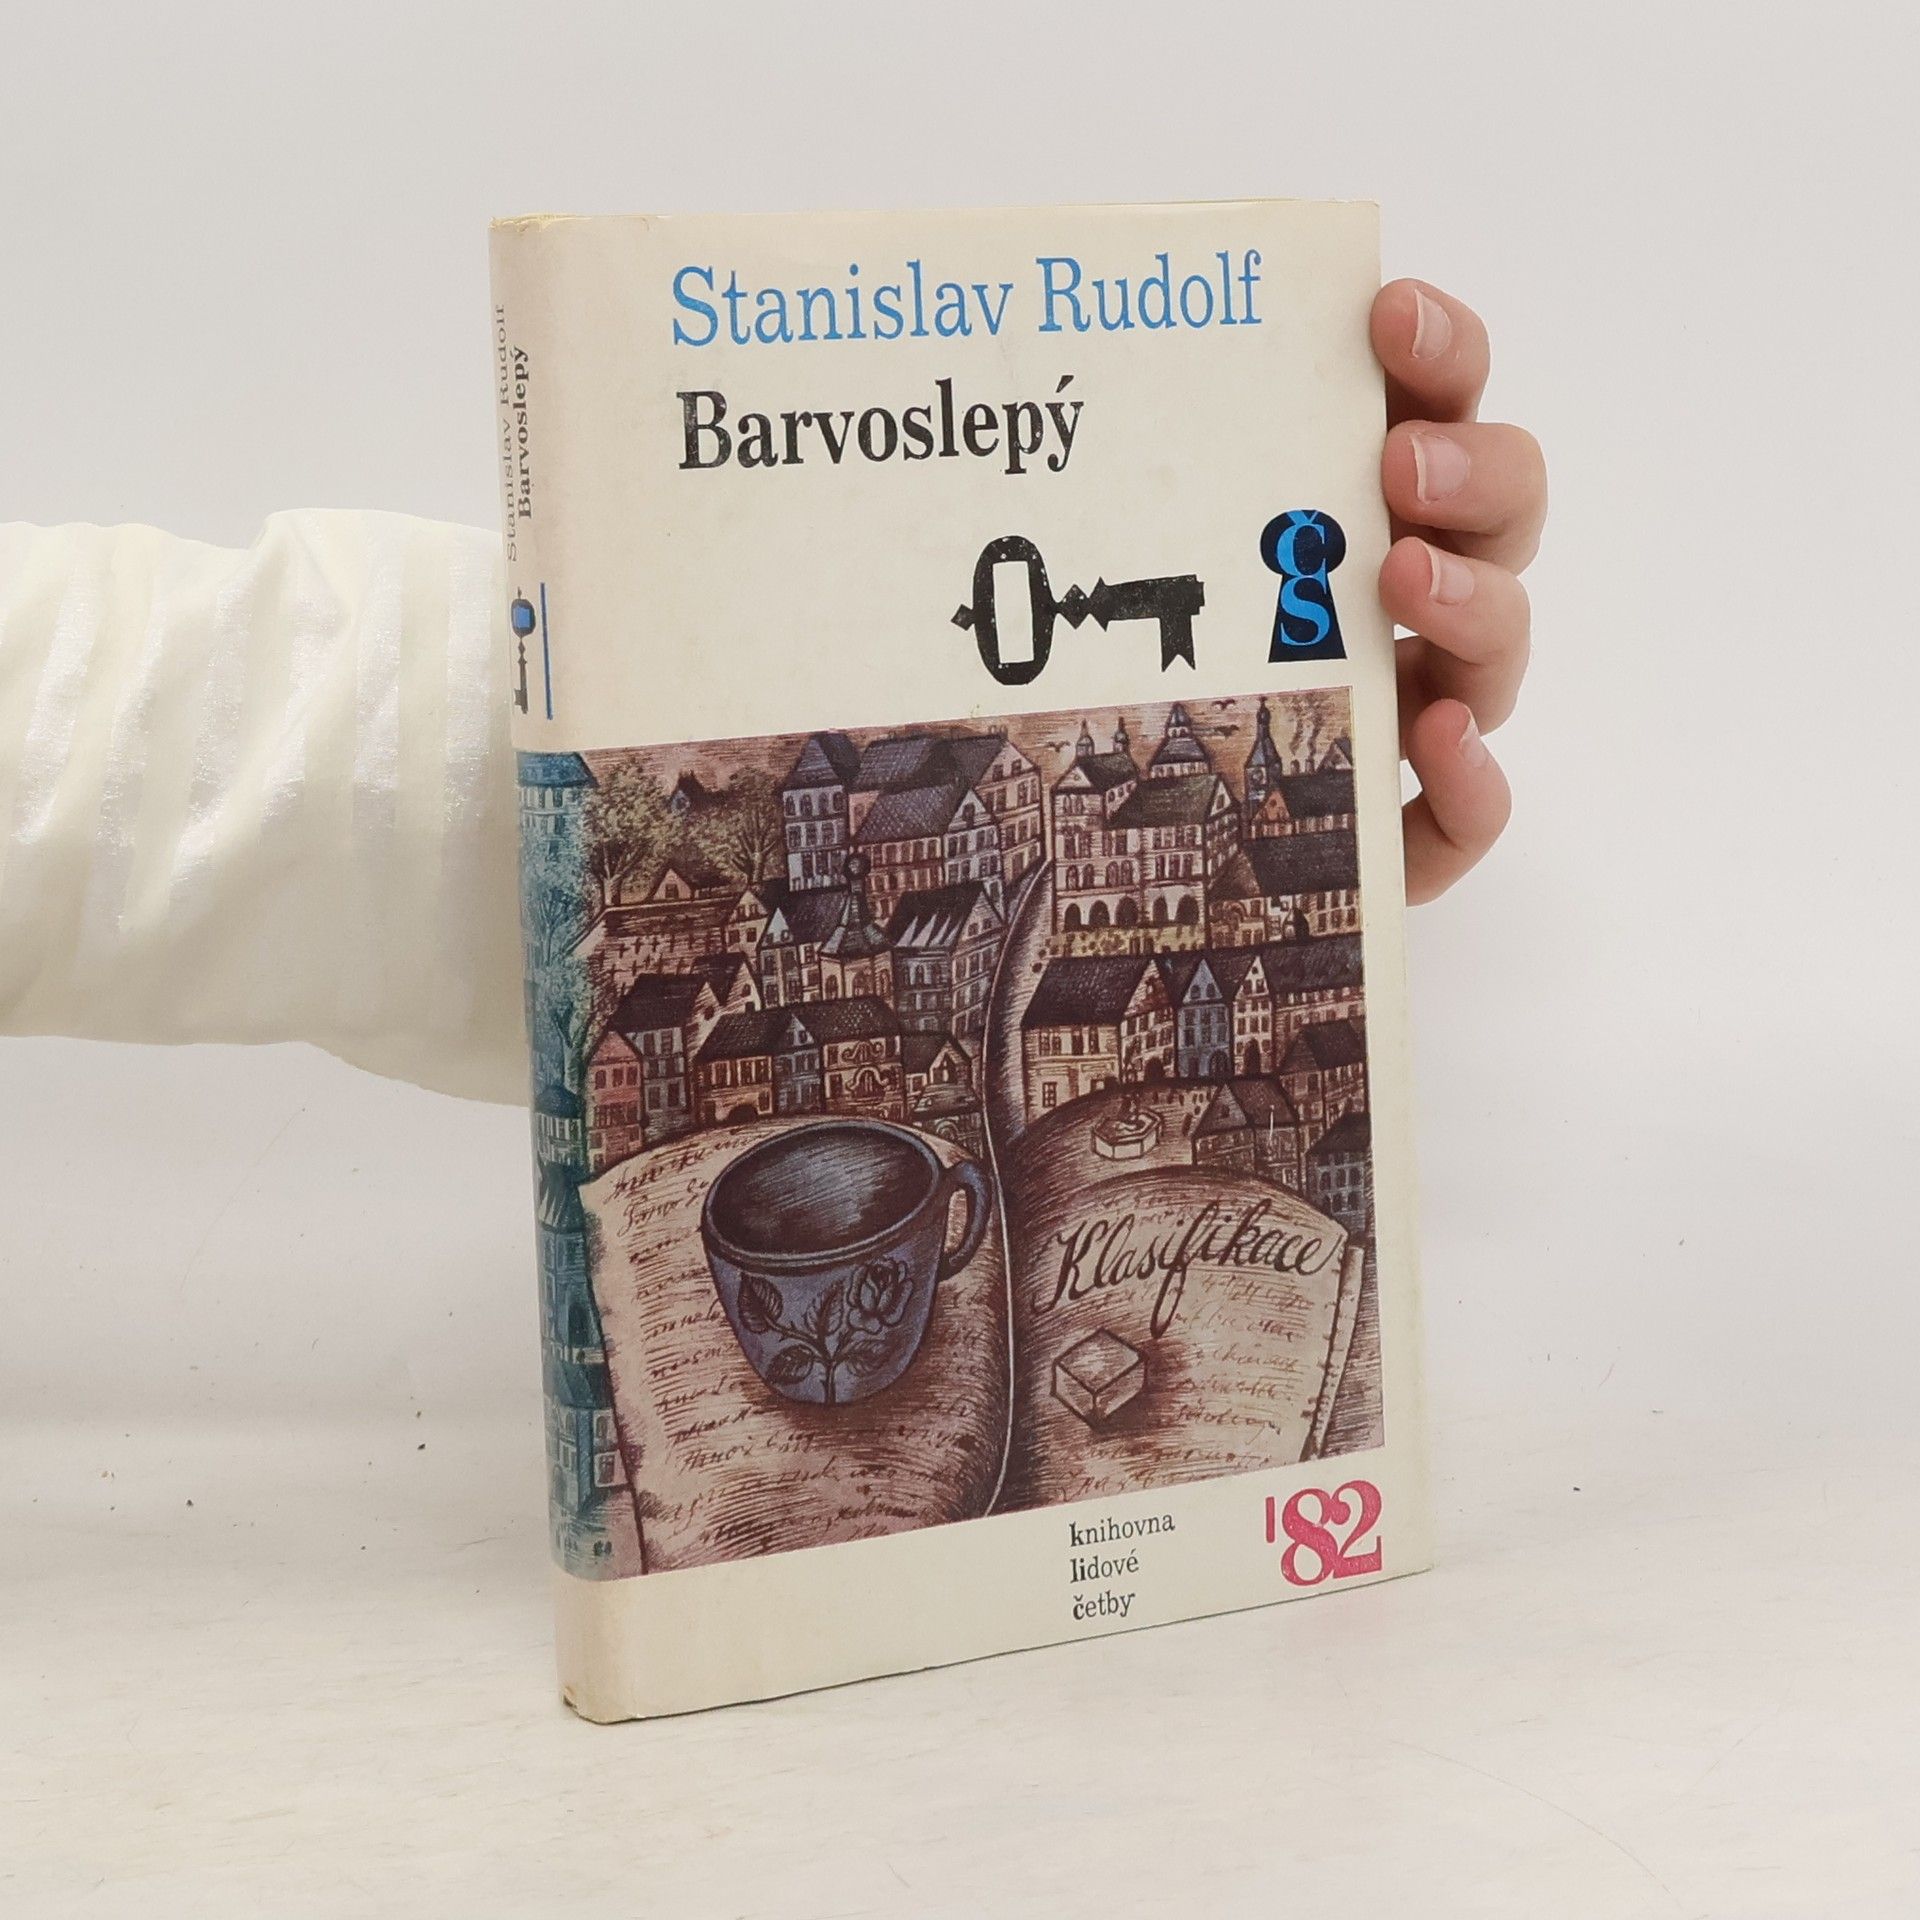 Stanislav Rudolf
Barvoslepý
Stanislav Rudolf
Barvoslepý
ČS
Klasifikace
knihovna
lidové
četby
'82